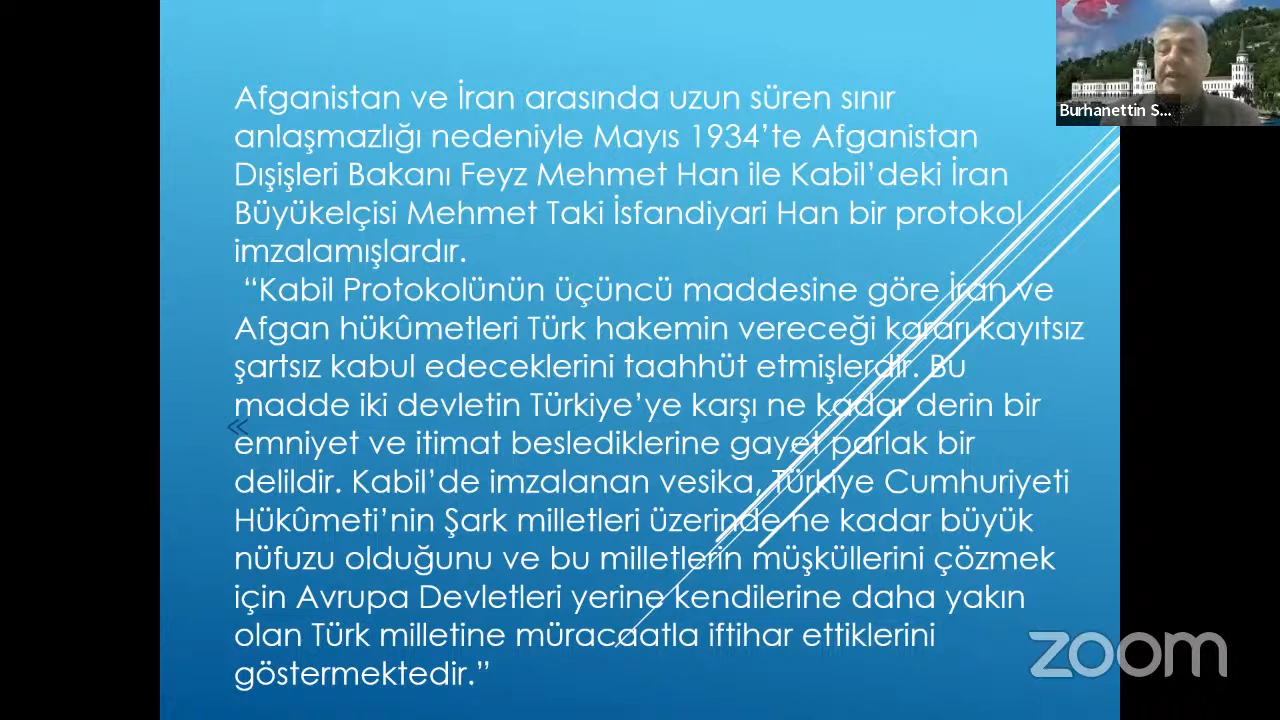 Afganistan ve İran arasında uzun süren sınır
anlaşmazlığı nedeniyle Mayıs 1934’te Afganistan
Dışişleri Bakanı Feyz Mehmet Han ile Kabil’deki İran
Büyükelçisi Mehmet Taki İsfandiyari Han bir protokol
imzalamışlardır.
“Kabil Protokolünün üçüncü maddesine göre İran ve
Afgan hükûmetleri Türk hakemin vereceği kararı kayıtsız
şartsız kabul edeceklerini taahhüt etmişlerdir. Bu
madde iki devletin Türkiye’ye karşı ne kadar derin bir
emniyet ve itimat beslediklerine gayet parlak bir
delildir. Kabil’de imzalanan vesika, Türkiye Cumhuriyeti
Hükûmeti’nin Şark milletleri üzerinde ne kadar büyük
nüfuzu olduğunu ve bu milletlerin müşküllerini çözmek
için Avrupa Devletleri yerine kendilerine daha yakın
olan Türk milletine müracaatla iftihar ettiklerini
göstermektedir.”
Burhanettin S...
zoom